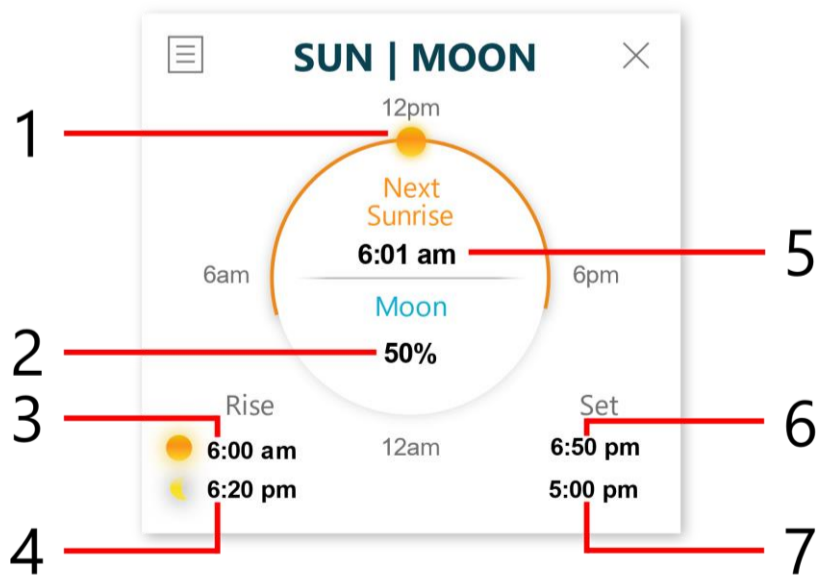 SUN | MOON
12pm
1
Next
Sunrise
6:01 am
5
6am
6pm
Moon
2
50%
Rise
Set
3
6:00 am
6:50 pm
6
12am
6:20 pm
5:00 pm
4
7